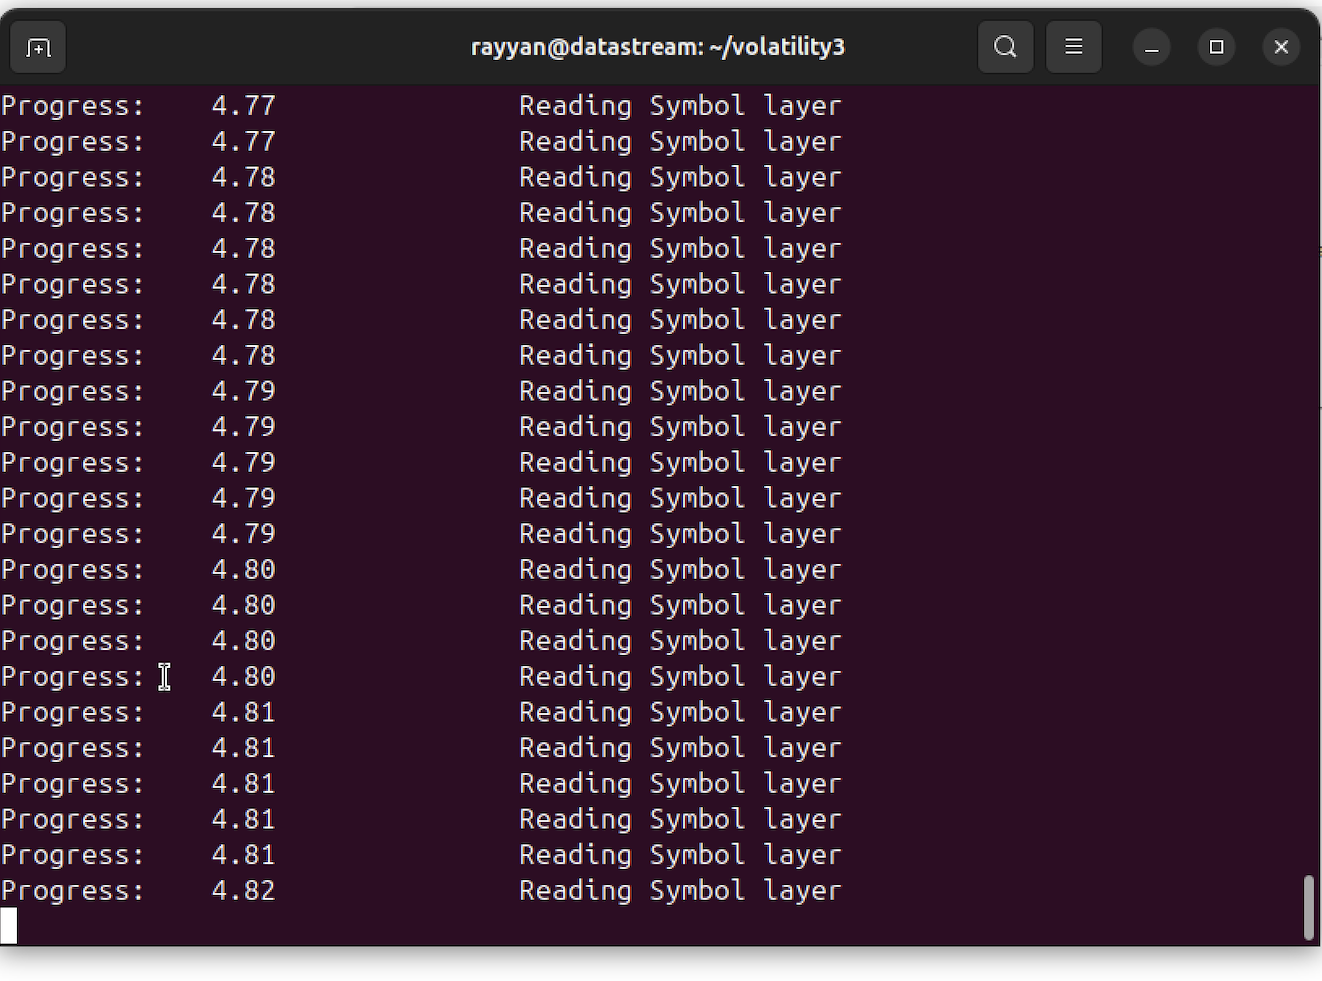 rayyan@datastream: ~/volatility3
Progress: 4.77 Reading Symbol layer
Progress: 4.77 Reading Symbol layer
Progress: 4.78 Reading Symbol layer
Progress: 4.78 Reading Symbol layer
Progress: 4.78 Reading Symbol layer
Progress: 4.78 Reading Symbol layer
Progress: 4.78 Reading Symbol layer
Progress: 4.78 Reading Symbol layer
Progress: 4.79 Reading Symbol layer
Progress: 4.79 Reading Symbol layer
Progress: 4.79 Reading Symbol layer
Progress: 4.79 Reading Symbol layer
Progress: 4.79 Reading Symbol layer
Progress: 4.80 Reading Symbol layer
Progress: 4.80 Reading Symbol layer
Progress: 4.80 Reading Symbol layer
Progress: 4.80 Reading Symbol layer
Progress: 4.81 Reading Symbol layer
Progress: 4.81 Reading Symbol layer
Progress: 4.81 Reading Symbol layer
Progress: 4.81 Reading Symbol layer
Progress: 4.81 Reading Symbol layer
Progress: 4.82 Reading Symbol layer